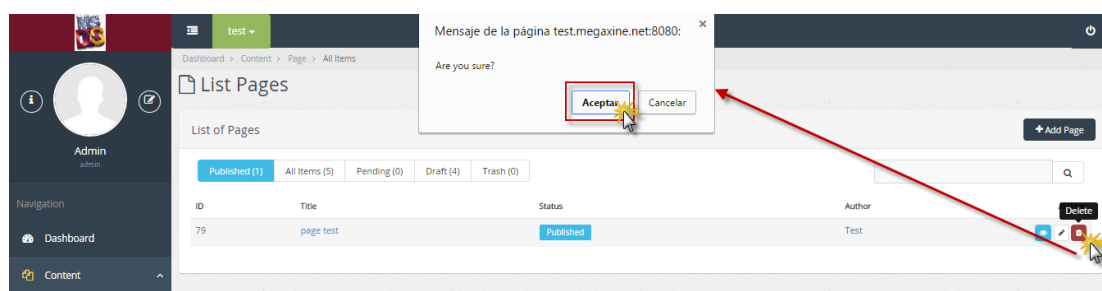 test
Mensaje de la página test.megaxine.net:8080:
Are you sure?
Aceptar
Cancelar
Dashboard > Content > Page > All Items
List Pages
List of Pages
Add Page
Admin
admin
Published (1)
All Items (5)
Pending (0)
Draft (4)
Trash (0)
Navigation
ID Title Status Author
Delete
79 page test Published Test
Dashboard
Content